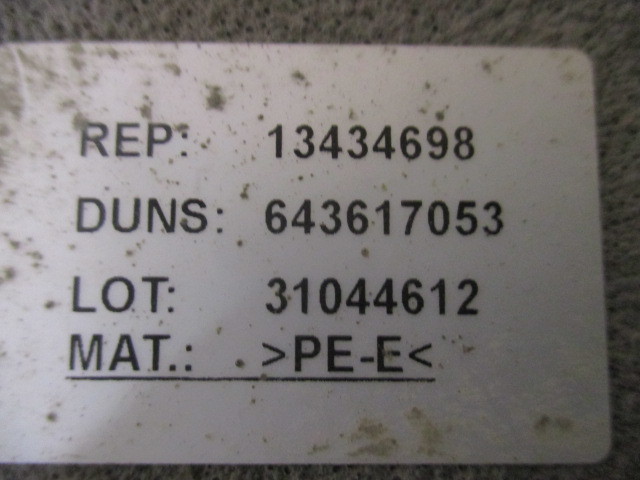 REP: 13434698
DUNS: 643617053
LOT: 31044612
MAT.: >PE-E<